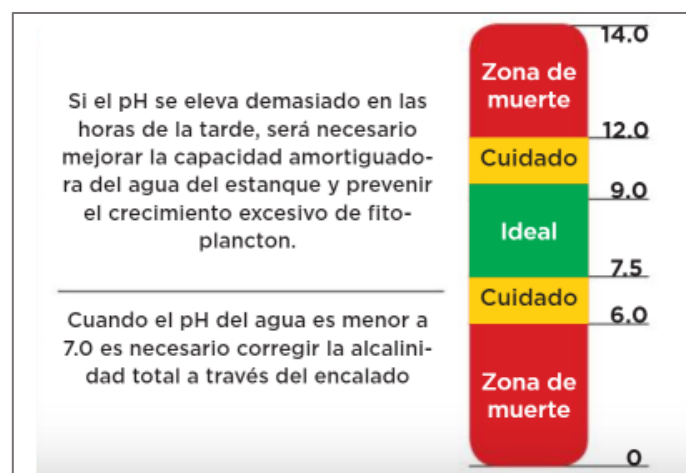 Si el pH se eleva demasiado en las
horas de la tarde, será necesario
mejorar la capacidad amortiguado-
ra del agua del estanque y prevenir
el crecimiento excesivo de fito-
plancton.
Cuando el pH del agua es menor a
7.0 es necesario corregir la alcalini-
dad total a través del encalado
14.0
Zona de
muerte
12.0
Cuidado
9.0
Ideal
7.5
Cuidado
6.0
Zona de
muerte
0